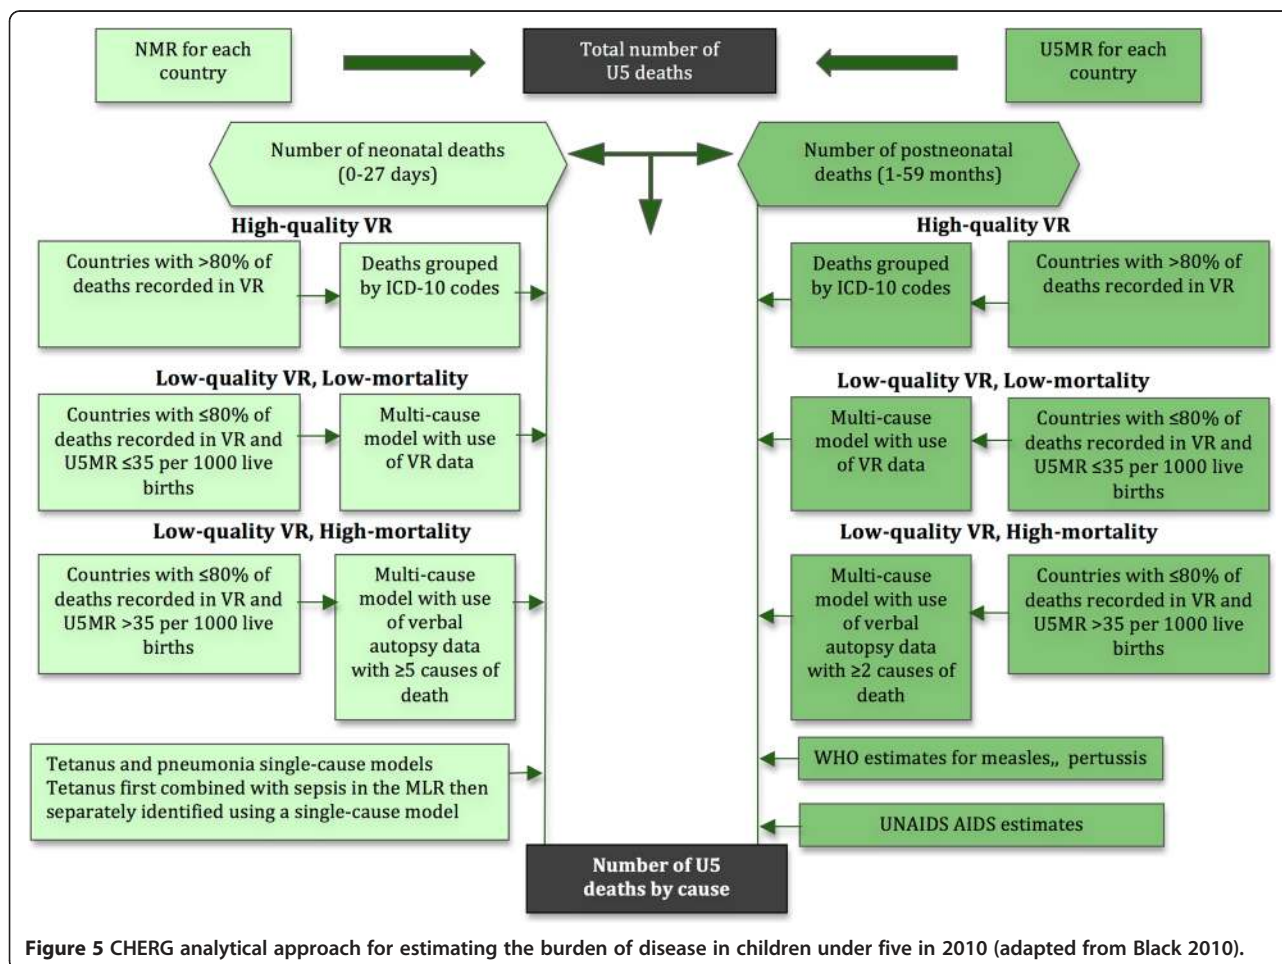 NMR for each
country
Total number of
U5 deaths
U5MR for each
country
Number of neonatal deaths
(0-27 days)
Number of postneonatal
deaths (1-59 months)
High-quality VR
High-quality VR
Countries with >80% of
deaths recorded in VR
Deaths grouped
by ICD-10 codes
Deaths grouped
by ICD-10 codes
Countries with >80% of
deaths recorded in VR
Low-quality VR, Low-mortality
Low-quality VR, Low-mortality
Countries with ≤80% of
deaths recorded in VR and
U5MR ≤35 per 1000 live
births
Multi-cause
model with use
of VR data
Multi-cause
model with use
of VR data
Countries with ≤80% of
deaths recorded in VR and
U5MR ≤35 per 1000 live
births
Low-quality VR, High-mortality
Low-quality VR, High-mortality
Countries with ≤80% of
deaths recorded in VR and
U5MR >35 per 1000 live
births
Multi-cause
model with use
of verbal
autopsy data
with ≥5 causes of
death
Multi-cause
model with use
of verbal
autopsy data
with ≥2 causes of
death
Countries with ≤80% of
deaths recorded in VR and
U5MR >35 per 1000 live
births
Tetanus and pneumonia single-cause models
Tetanus first combined with sepsis in the MLR then
separately identified using a single-cause model
WHO estimates for measles,, pertussis
UNAIDS AIDS estimates
Number of U5
deaths by cause
Figure 5 CHERG analytical approach for estimating the burden of disease in children under five in 2010 (adapted from Black 2010).